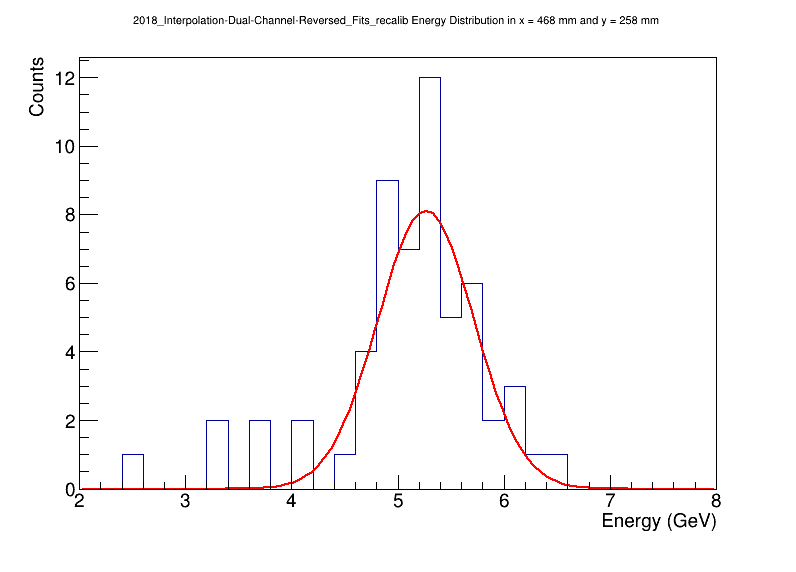 2018_Interpolation-Dual-Channel-Reversed_Fits_recalib Energy Distribution in x = 468 mm and y = 258 mm
Counts
12
10
8
6
4
2
0
2 3 4 5 6 7 8
Energy (GeV)